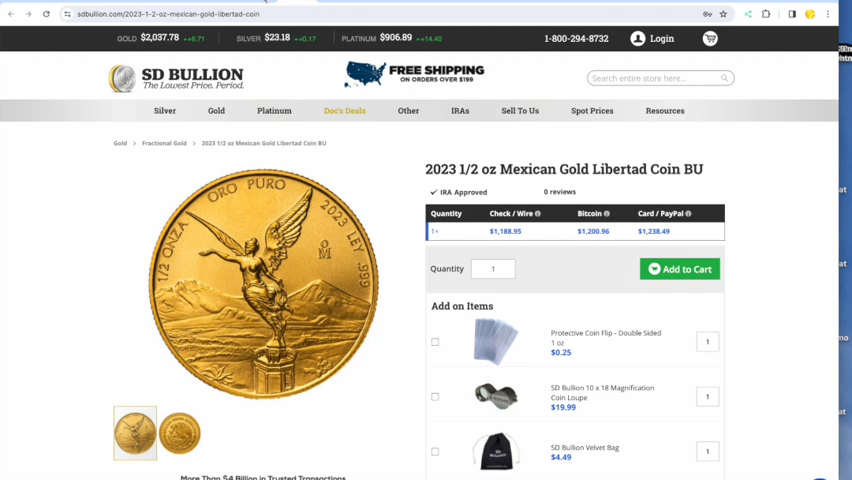 sdbullion.com/2023-1-2-oz-mexican-gold-libertad-coin
GOLD $2,037.78 +6.71 SILVER $23.18 +0.17 PLATINUM $906.89 +14.40 1-800-294-8732 Login
SD BULLION
The Lowest Price. Period.
FREE SHIPPING
ON ORDERS OVER $199
Search entire store here...
Silver Gold Platinum Doc's Deals Other IRAs Sell To Us Spot Prices Resources
Gold > Fractional Gold > 2023 1/2 oz Mexican Gold Libertad Coin BU
2023 1/2 oz Mexican Gold Libertad Coin BU
IRA Approved 0 reviews
Quantity Check / Wire Bitcoin Card / PayPal
1+ $1,188.95 $1,200.96 $1,238.49
Quantity 1 Add to Cart
1/2 ONZA ORO PURO 2023 LEY .999
M
Add on Items
Protective Coin Flip - Double Sided
1 oz
$0.25
1
SD Bullion 10 x 18 Magnification
Coin Loupe
$19.99
1
SD Bullion Velvet Bag
$4.49
1
More Than $4 Billion in Trusted Transactions